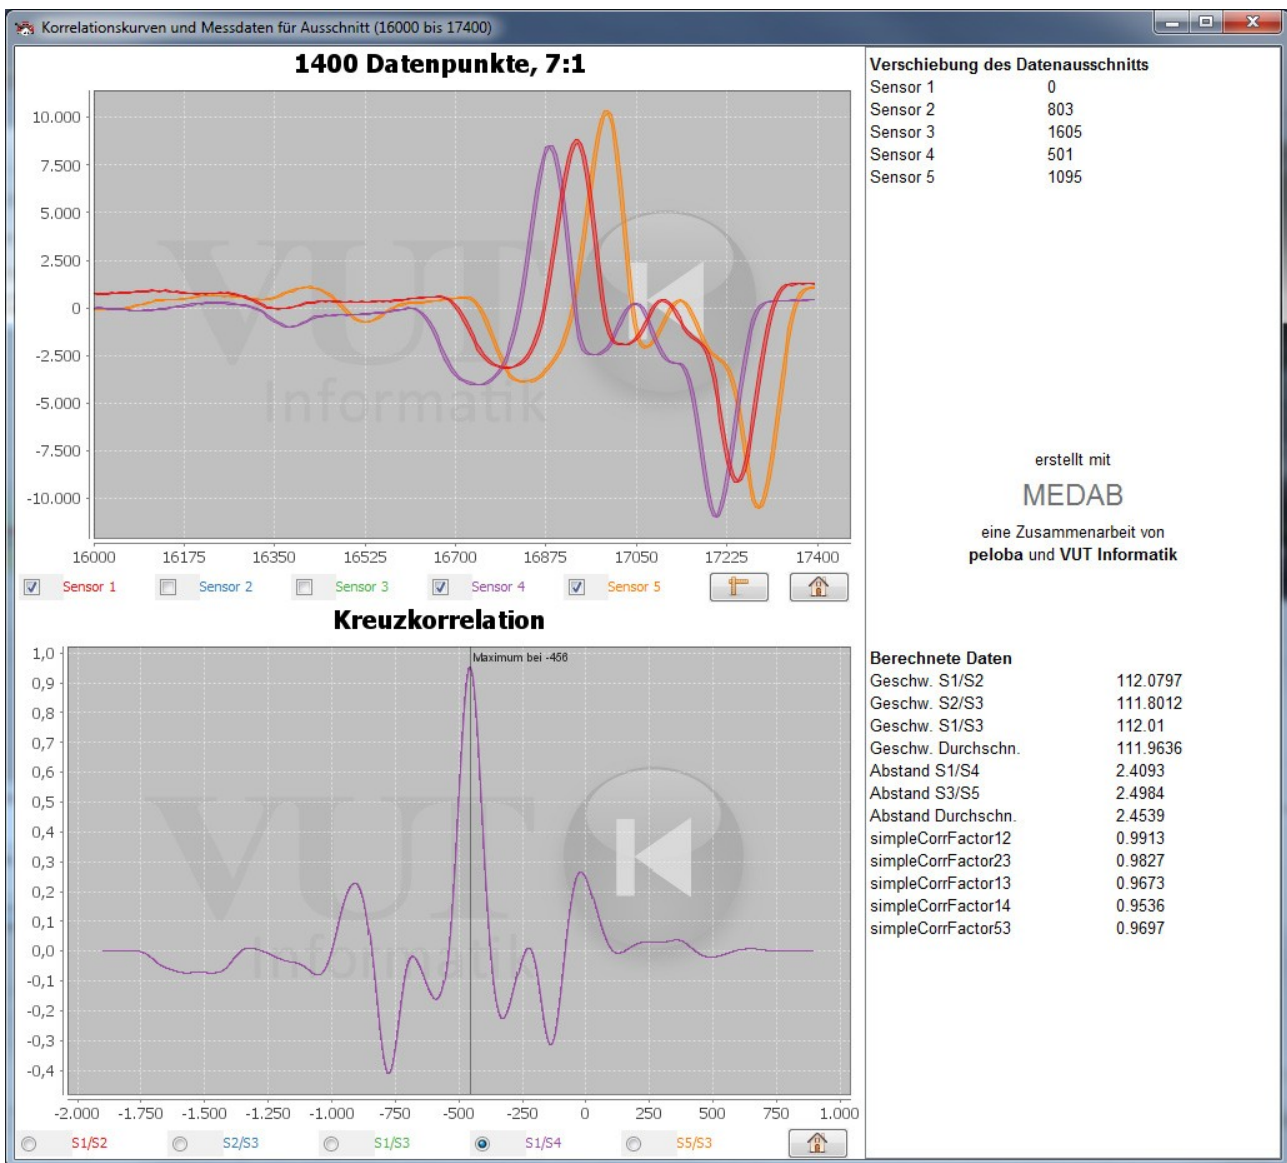 Korrelationskurven und Messdaten für Ausschnitt (16000 bis 17400)
1400 Datenpunkte, 7:1
10.000
7.500
5.000
2.500
0
-2.500
-5.000
-7.500
-10.000
16000 16175 16350 16525 16700 16875 17050 17225 17400
VUT
Informatik
Sensor 1 Sensor 2 Sensor 3 Sensor 4 Sensor 5
Kreuzkorrelation
Maximum bei -456
1,0
0,9
0,8
0,7
0,6
0,5
0,4
0,3
0,2
0,1
0,0
-0,1
-0,2
-0,3
-0,4
VUT
Informatik
-2.000 -1.750 -1.500 -1.250 -1.000 -750 -500 -250 0 250 500 750 1.000
S1/S2 S2/S3 S1/S3 S1/S4 S5/S3
Verschiebung des Datenausschnitts
Sensor 1 0
Sensor 2 803
Sensor 3 1605
Sensor 4 501
Sensor 5 1095
erstellt mit
MEDAB
eine Zusammenarbeit von
peloba und VUT Informatik
Berechnete Daten
Geschw. S1/S2 112.0797
Geschw. S2/S3 111.8012
Geschw. S1/S3 112.01
Geschw. Durchschn. 111.9636
Abstand S1/S4 2.4093
Abstand S3/S5 2.4984
Abstand Durchschn. 2.4539
simpleCorrFactor12 0.9913
simpleCorrFactor23 0.9827
simpleCorrFactor13 0.9673
simpleCorrFactor14 0.9536
simpleCorrFactor53 0.9697